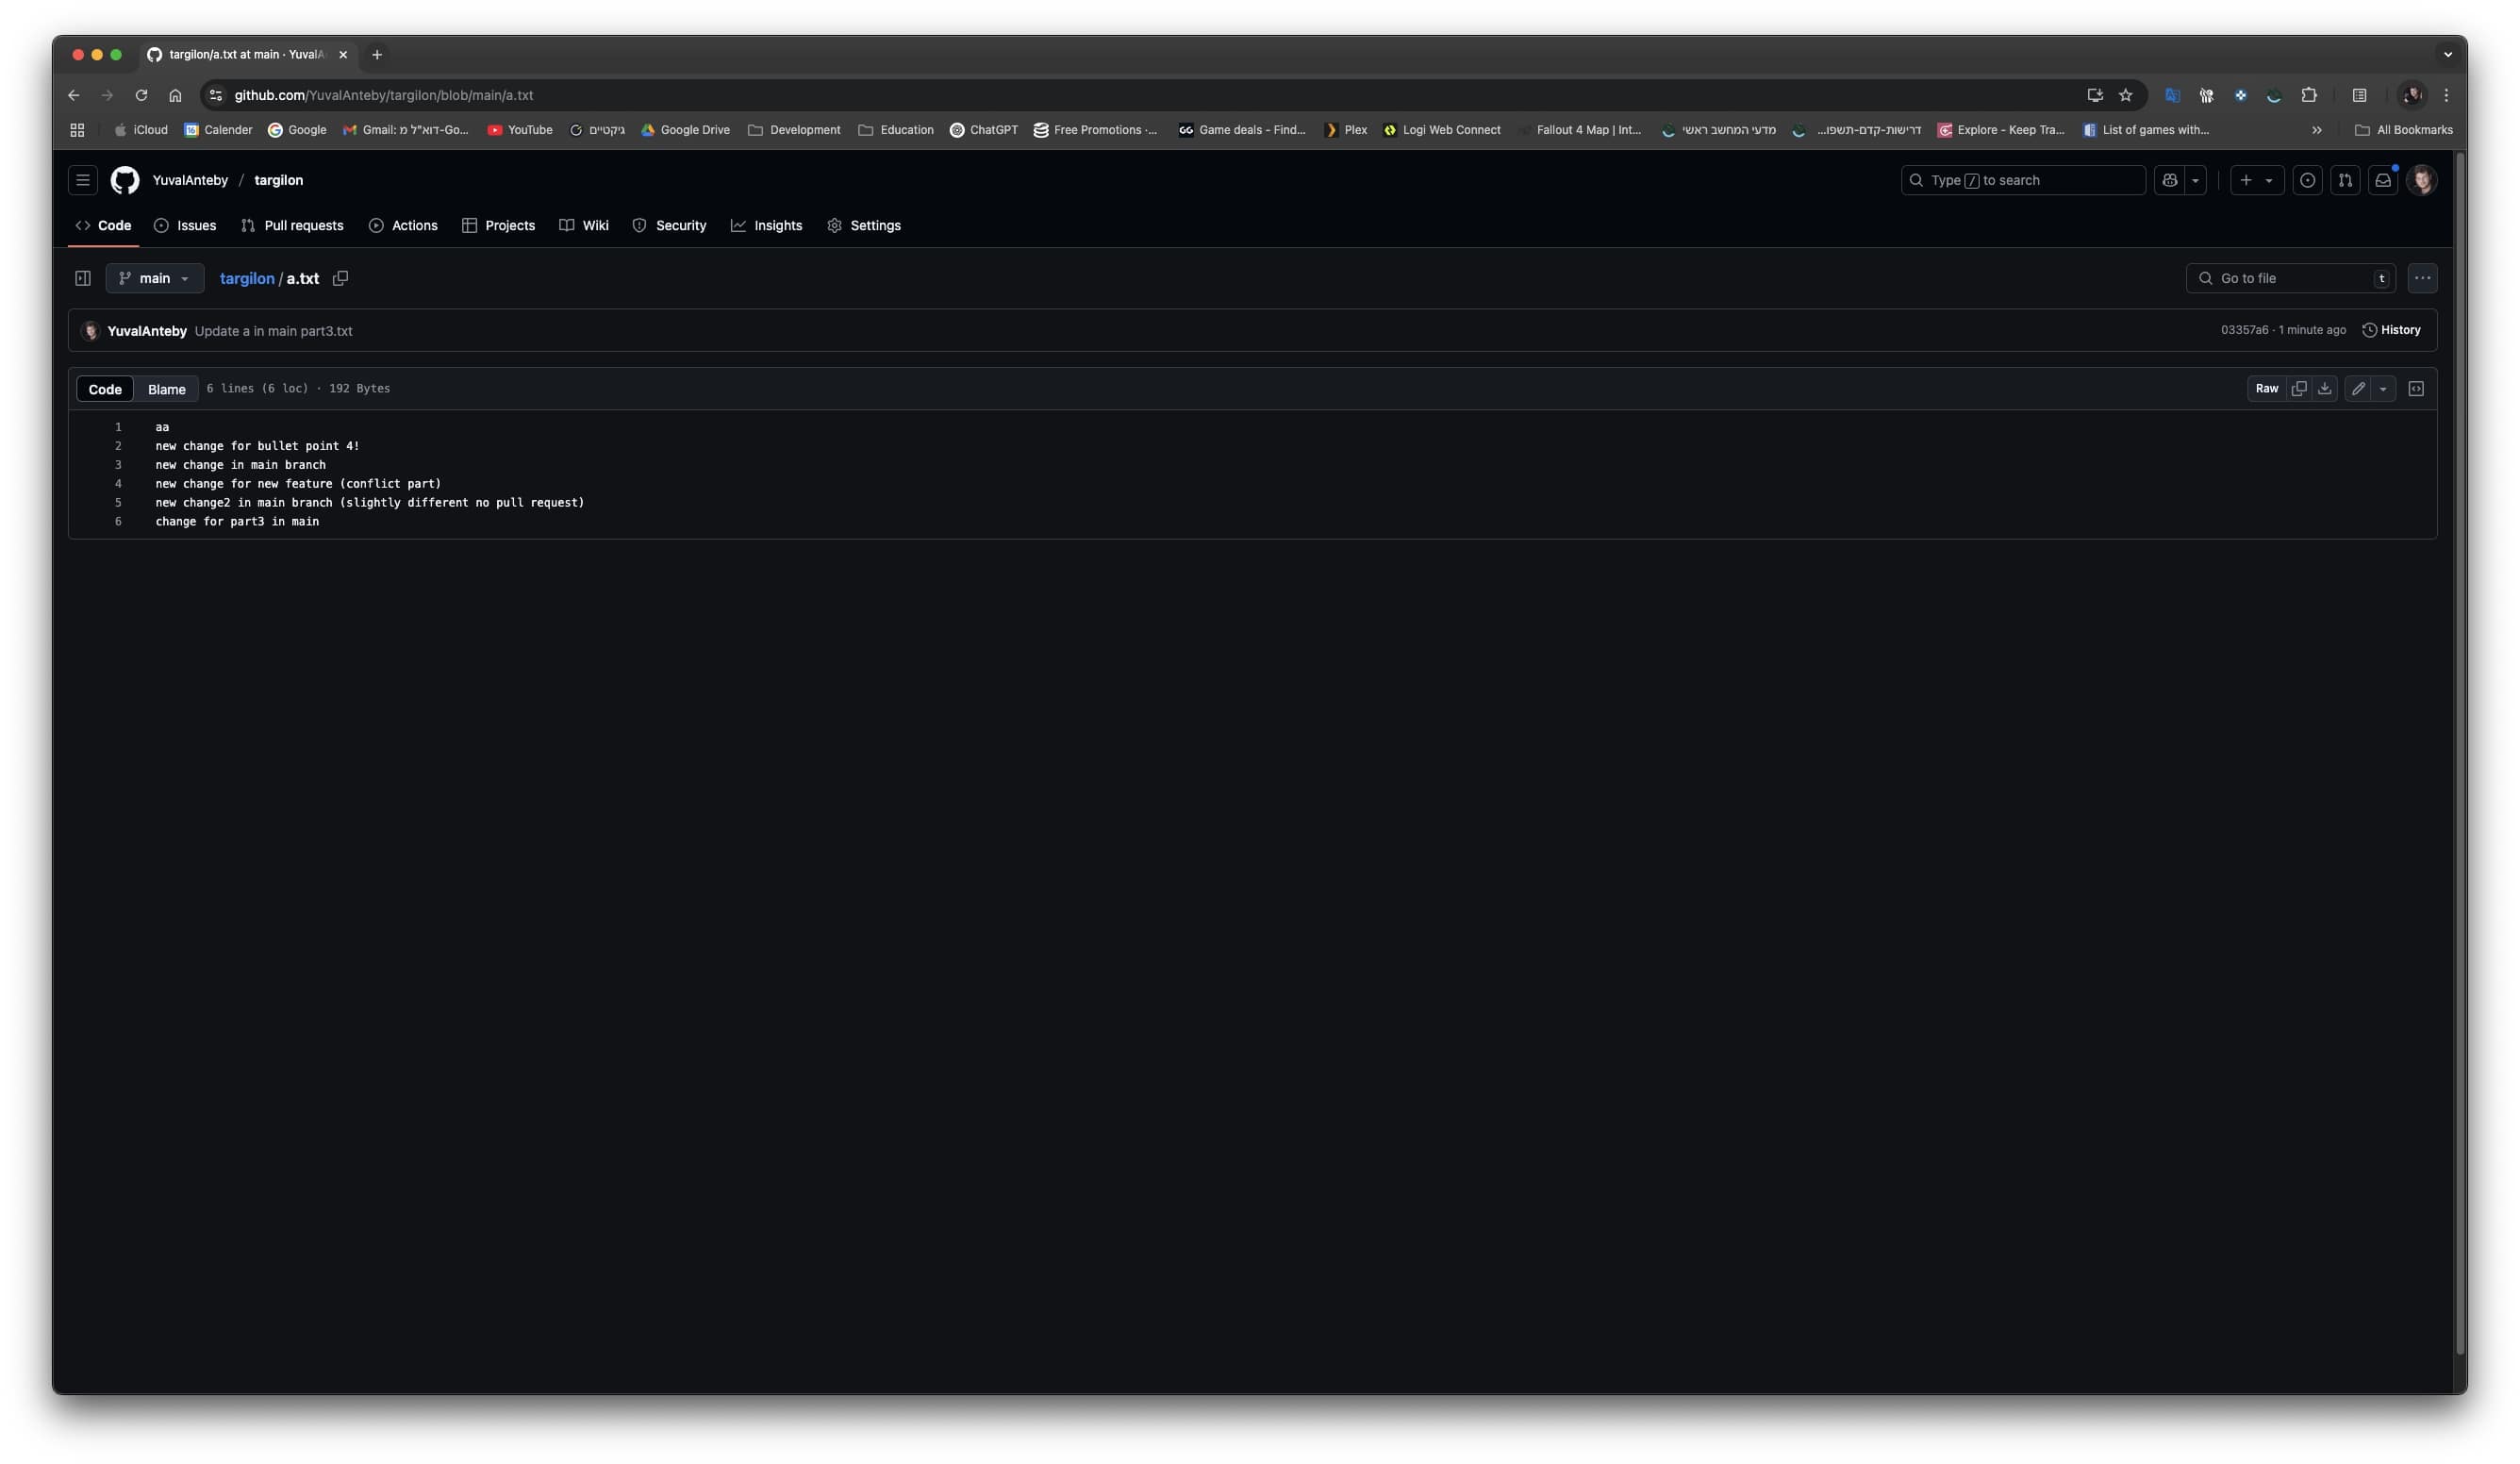 targilon/a.txt at main · YuvalA
github.com/YuvalAnteby/targilon/blob/main/a.txt
iCloud
16 Calender
Google
Gmail: דוא"ל מ-Go...
YouTube
גיקטיים
Google Drive
Development
Education
ChatGPT
Free Promotions ·...
GG Game deals - Find...
Plex
Logi Web Connect
Fallout 4 Map | Int...
מדעי המחשב ראשי
דרישות-קדם-תשפו...
Explore - Keep Tra...
List of games with...
All Bookmarks
YuvalAnteby / targilon
Type / to search
Code
Issues
Pull requests
Actions
Projects
Wiki
Security
Insights
Settings
main
targilon / a.txt
Go to file
t
YuvalAnteby Update a in main part3.txt
03357a6 · 1 minute ago
History
Code
Blame
6 lines (6 loc) · 192 Bytes
Raw
1 aa
2 new change for bullet point 4!
3 new change in main branch
4 new change for new feature (conflict part)
5 new change2 in main branch (slightly different no pull request)
6 change for part3 in main